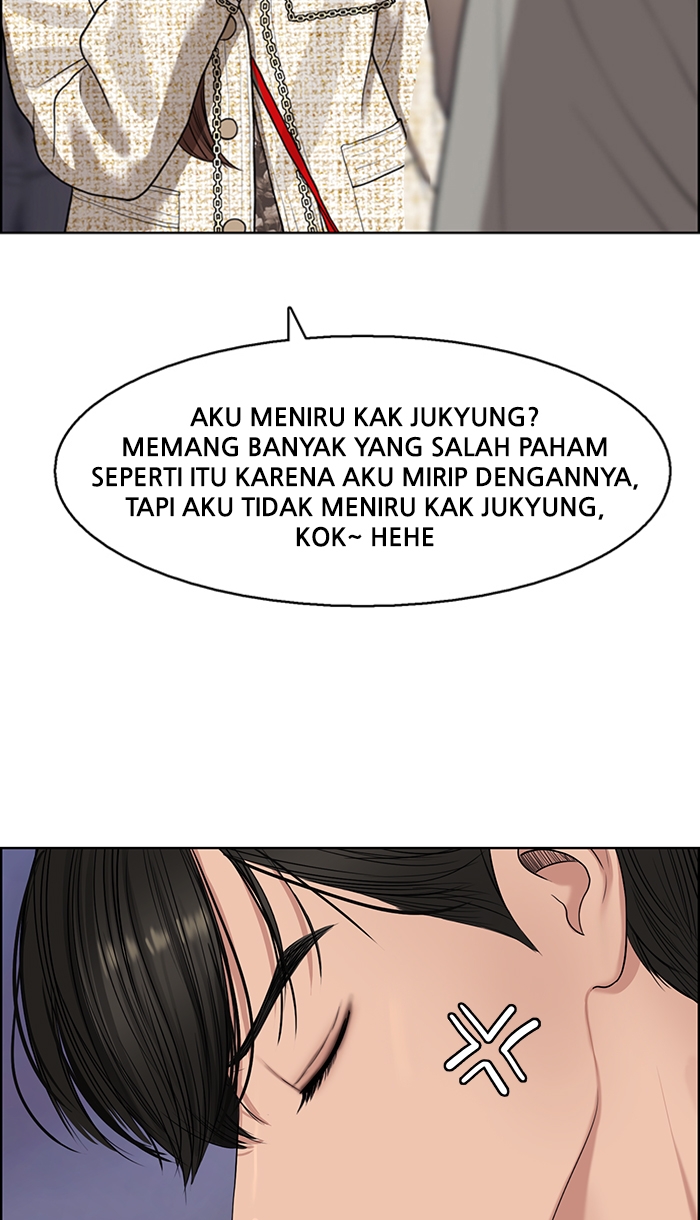 AKU MENIRU KAK JUKYUNG?
MEMANG BANYAK YANG SALAH PAHAM
SEPERTI ITU KARENA AKU MIRIP DENGANNYA,
TAPI AKU TIDAK MENIRU KAK JUKYUNG,
KOK~ HEHE